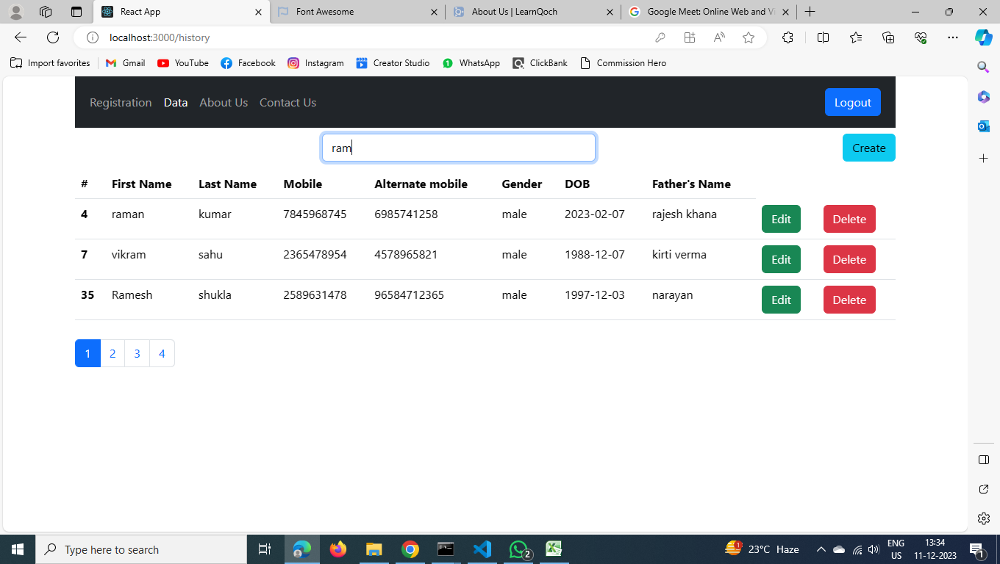 React App
Font Awesome
About Us | LearnQoch
Google Meet: Online Web and Vi
localhost:3000/history
Import favorites
Gmail
YouTube
Facebook
Instagram
Creator Studio
WhatsApp
ClickBank
Commission Hero
Registration Data About Us Contact Us Logout
ram Create
# First Name Last Name Mobile Alternate mobile Gender DOB Father's Name
4 raman kumar 7845968745 6985741258 male 2023-02-07 rajesh khana Edit Delete
7 vikram sahu 2365478954 4578965821 male 1988-12-07 kirti verma Edit Delete
35 Ramesh shukla 2589631478 96584712365 male 1997-12-03 narayan Edit Delete
1 2 3 4
Type here to search
2
1
23°C Haze
ENG
US
13:34
11-12-2023
1